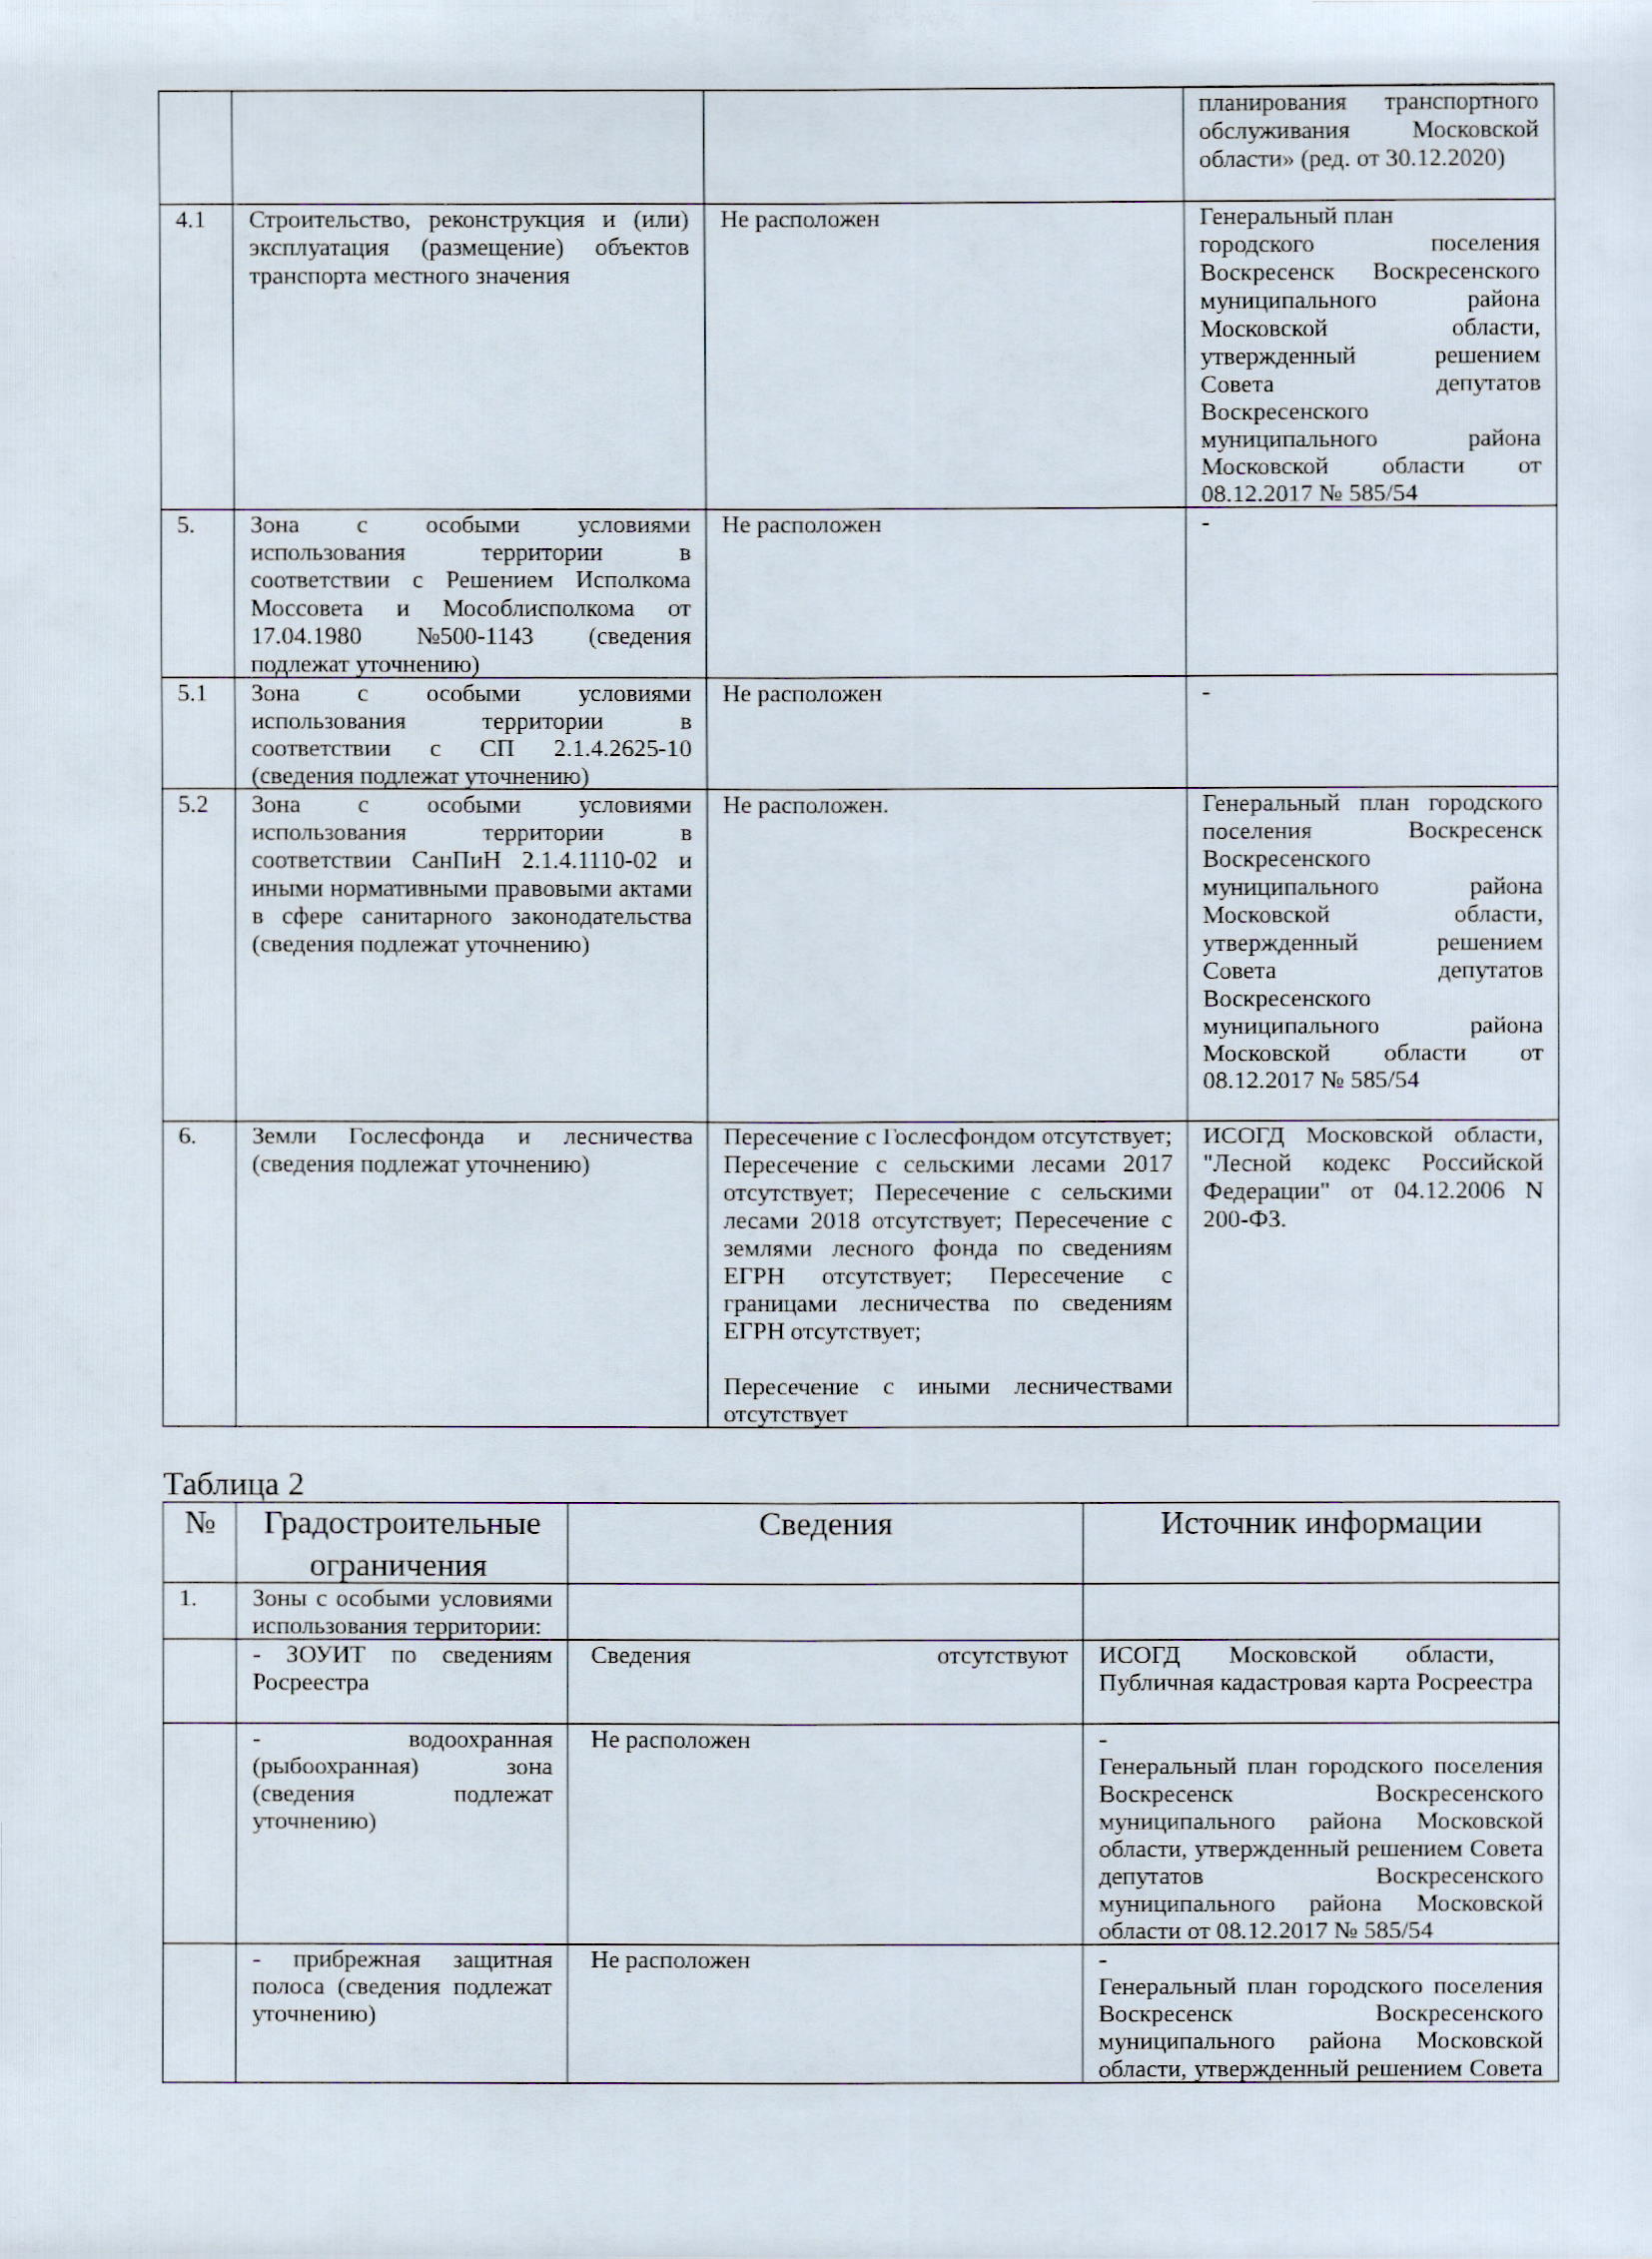 планирования транспортного
обслуживания Московской
области» (ред. от 30.12.2020)
4.1
Строительство, реконструкция и (или)
эксплуатация (размещение) объектов
транспорта местного значения
Не расположен
Генеральный план
городского поселения
Воскресенск Воскресенского
муниципального района
Московской области,
утвержденный решением
Совета депутатов
Воскресенского
муниципального района
Московской области от
08.12.2017 № 585/54
5.
Зона с особыми условиями
использования территории в
соответствии с Решением Исполкома
Моссовета и Мособлисполкома от
17.04.1980 №500-1143 (сведения
подлежат уточнению)
Не расположен
-
5.1
Зона с особыми условиями
использования территории в
соответствии с СП 2.1.4.2625-10
(сведения подлежат уточнению)
Не расположен
-
5.2
Зона с особыми условиями
использования территории в
соответствии СанПиН 2.1.4.1110-02 и
иными нормативными правовыми актами
в сфере санитарного законодательства
(сведения подлежат уточнению)
Не расположен.
Генеральный план городского
поселения Воскресенск
Воскресенского
муниципального района
Московской области,
утвержденный решением
Совета депутатов
Воскресенского
муниципального района
Московской области от
08.12.2017 № 585/54
6.
Земли Гослесфонда и лесничества
(сведения подлежат уточнению)
Пересечение с Гослесфондом отсутствует;
Пересечение с сельскими лесами 2017
отсутствует; Пересечение с сельскими
лесами 2018 отсутствует; Пересечение с
землями лесного фонда по сведениям
ЕГРН отсутствует; Пересечение с
границами лесничества по сведениям
ЕГРН отсутствует;
Пересечение с иными лесничествами
отсутствует
ИСОГД Московской области,
"Лесной кодекс Российской
Федерации" от 04.12.2006 N
200-ФЗ.
Таблица 2
№
Градостроительные
ограничения
Сведения
Источник информации
1.
Зоны с особыми условиями
использования территории:
- ЗОУИТ по сведениям
Росреестра
Сведения отсутствуют
ИСОГД Московской области,
Публичная кадастровая карта Росреестра
- водоохранная
(рыбоохранная) зона
(сведения подлежат
уточнению)
Не расположен
-
Генеральный план городского поселения
Воскресенск Воскресенского
муниципального района Московской
области, утвержденный решением Совета
депутатов Воскресенского
муниципального района Московской
области от 08.12.2017 № 585/54
- прибрежная защитная
полоса (сведения подлежат
уточнению)
Не расположен
-
Генеральный план городского поселения
Воскресенск Воскресенского
муниципального района Московской
области, утвержденный решением Совета